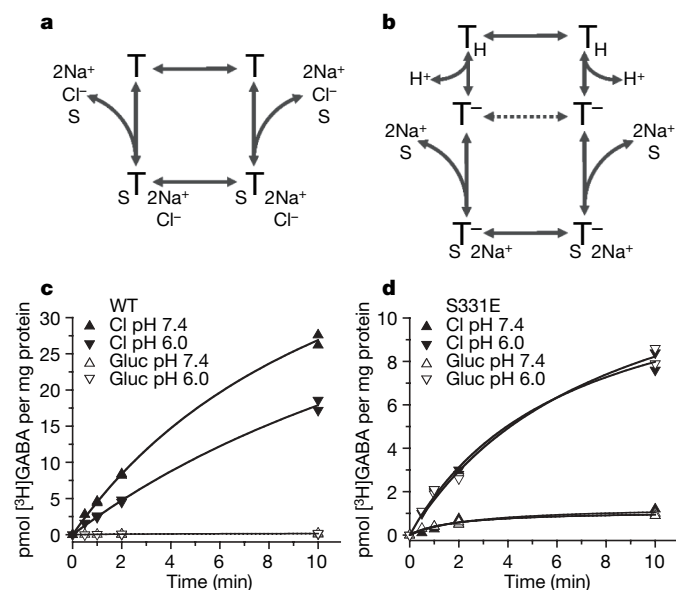 a
T T
2Na⁺ 2Na⁺
Cl⁻ Cl⁻
S S
T T
S 2Na⁺ S 2Na⁺
Cl⁻ Cl⁻
b
T_H T_H
H⁺ H⁺
T⁻ T⁻
2Na⁺ 2Na⁺
S S
T⁻ T⁻
S 2Na⁺ S 2Na⁺
c
WT
Cl pH 7.4
Cl pH 6.0
Gluc pH 7.4
Gluc pH 6.0
pmol [³H]GABA per mg protein
30
25
20
15
10
5
0
0 2 4 6 8 10
Time (min)
d
S331E
Cl pH 7.4
Cl pH 6.0
Gluc pH 7.4
Gluc pH 6.0
pmol [³H]GABA per mg protein
10
8
6
4
2
0
0 2 4 6 8 10
Time (min)